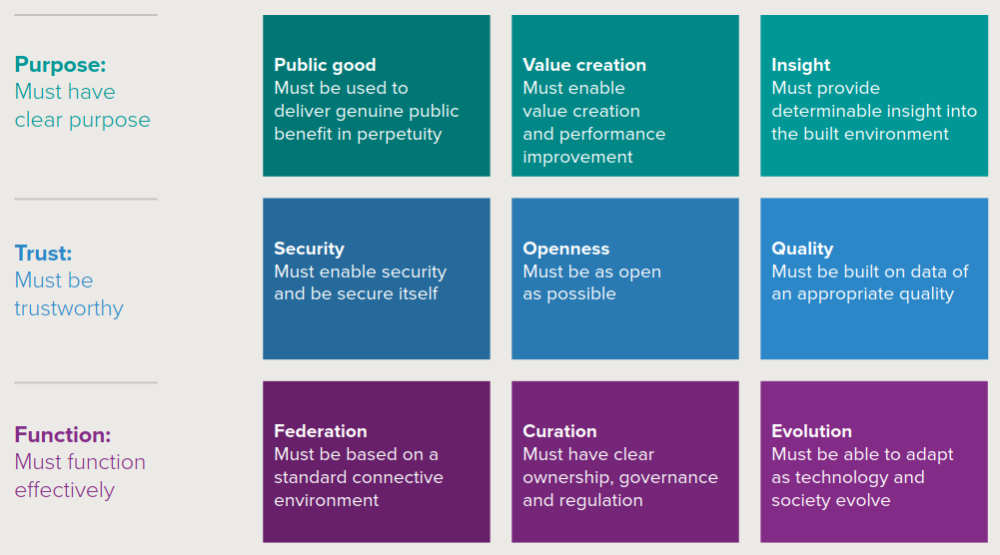 Purpose:
Must have
clear purpose
Public good
Must be used to
deliver genuine public
benefit in perpetuity
Value creation
Must enable
value creation
and performance
improvement
Insight
Must provide
determinable insight into
the built environment
Trust:
Must be
trustworthy
Security
Must enable security
and be secure itself
Openness
Must be as open
as possible
Quality
Must be built on data of
an appropriate quality
Function:
Must function
effectively
Federation
Must be based on a
standard connective
environment
Curation
Must have clear
ownership, governance
and regulation
Evolution
Must be able to adapt
as technology and
society evolve